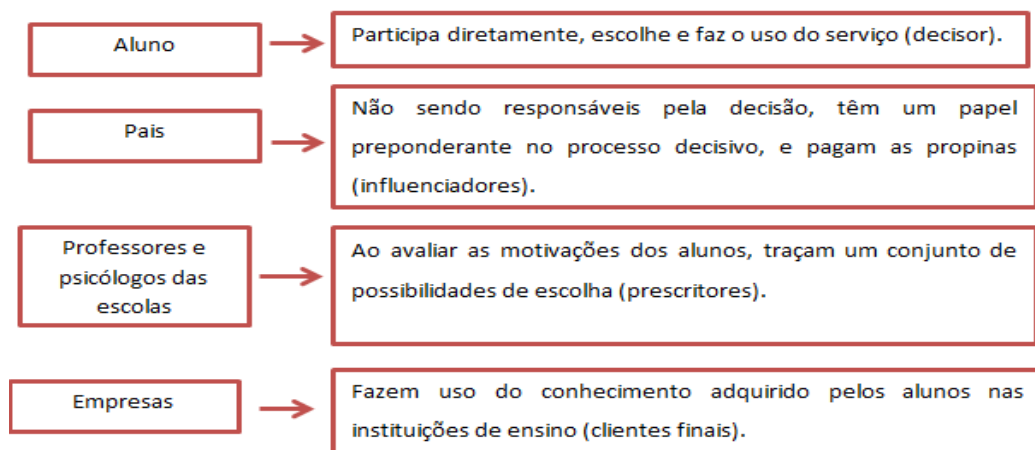 Aluno
Participa diretamente, escolhe e faz o uso do serviço (decisor).
Pais
Não sendo responsáveis pela decisão, têm um papel
preponderante no processo decisivo, e pagam as propinas
(influenciadores).
Professores e
psicólogos das
escolas
Ao avaliar as motivações dos alunos, traçam um conjunto de
possibilidades de escolha (prescritores).
Empresas
Fazem uso do conhecimento adquirido pelos alunos nas
instituições de ensino (clientes finais).